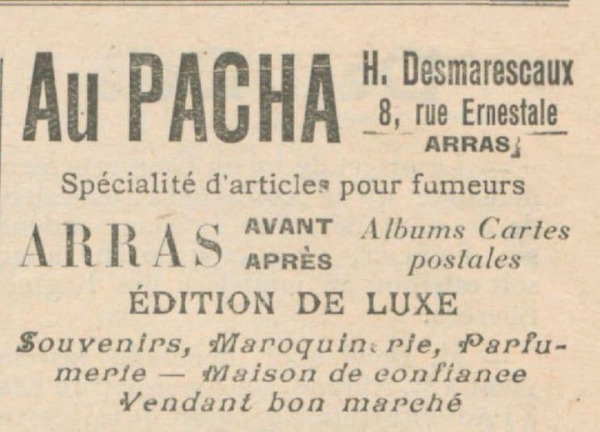 Au PACHA
H. Desmarescaux
8, rue Ernestale
ARRAS
Spécialité d'articles pour fumeurs
ARRAS AVANT APRÈS
Albums Cartes postales
ÉDITION DE LUXE
Souvenirs, Maroquinerie, Parfu-
merie — Maison de confiance
Vendant bon marché